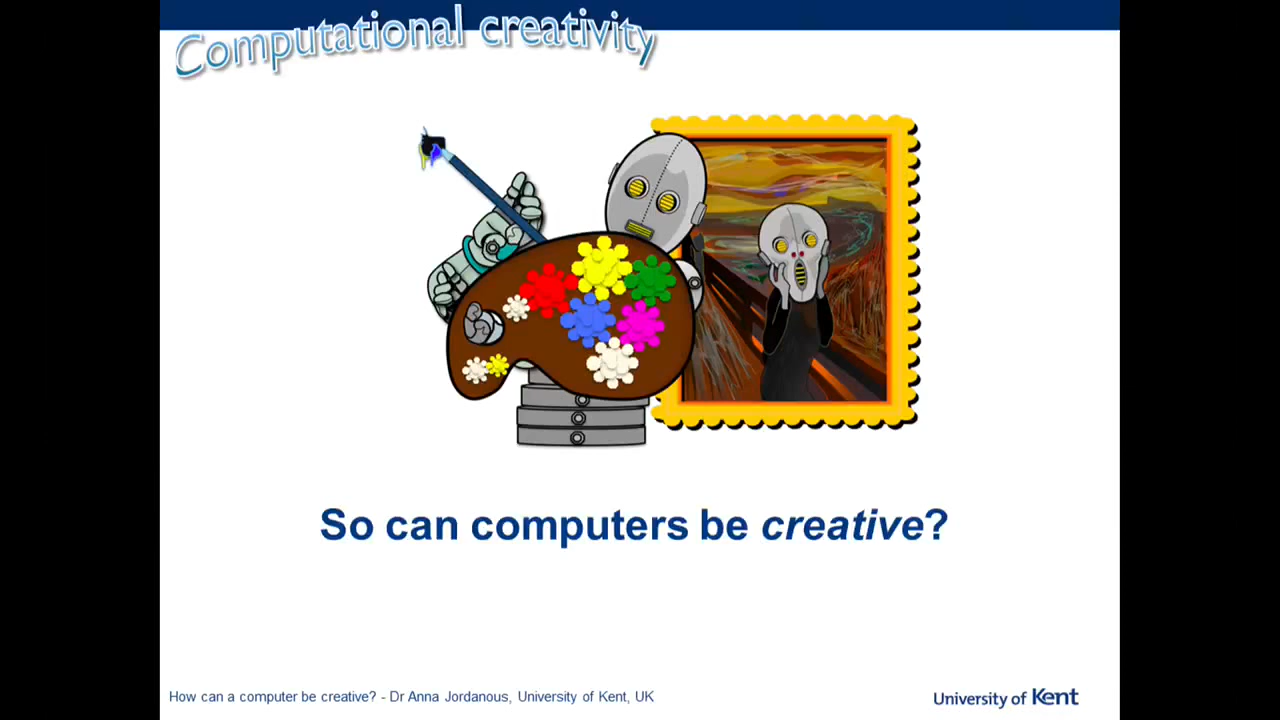 Computational creativity
So can computers be creative?
How can a computer be creative? - Dr Anna Jordanous, University of Kent, UK
University of Kent